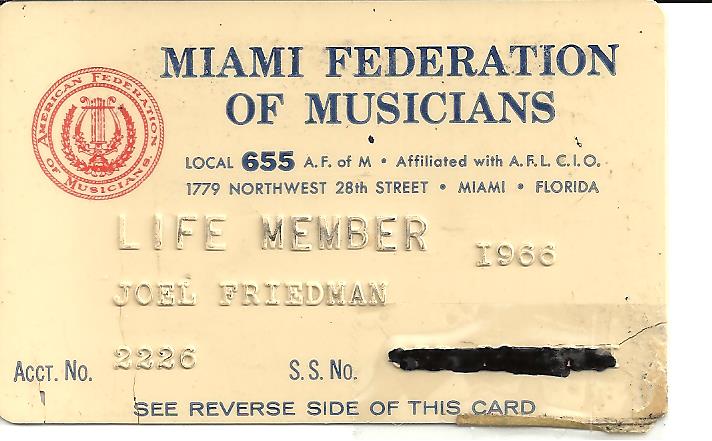 AMERICAN FEDERATION
OF MUSICIANS
MIAMI FEDERATION
OF MUSICIANS
LOCAL 655 A.F. of M • Affiliated with A.F.L. C.I.O.
1779 NORTHWEST 28th STREET • MIAMI • FLORIDA
LIFE MEMBER 1966
JOEL FRIEDMAN
ACCT. No. 2226 S.S. No.
SEE REVERSE SIDE OF THIS CARD